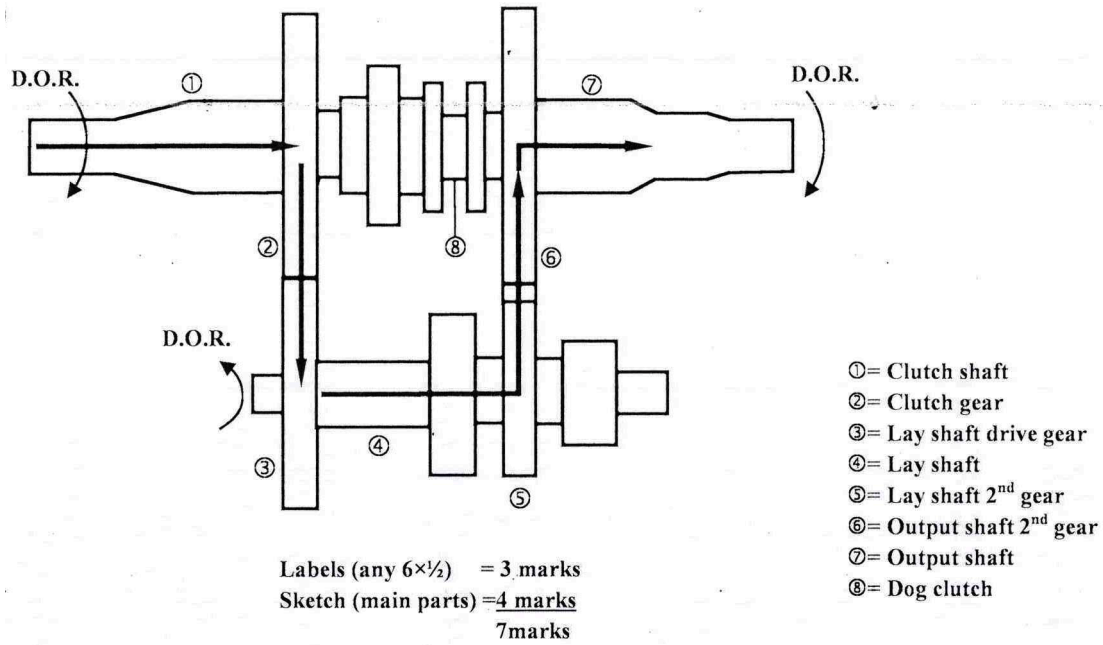 D.O.R.
①
⑦
D.O.R.
②
⑧
⑥
D.O.R.
④
③
⑤
①= Clutch shaft
②= Clutch gear
③= Lay shaft drive gear
④= Lay shaft
⑤= Lay shaft 2nd gear
⑥= Output shaft 2nd gear
⑦= Output shaft
⑧= Dog clutch
Labels (any 6×½) = 3 marks
Sketch (main parts) =4 marks
7marks